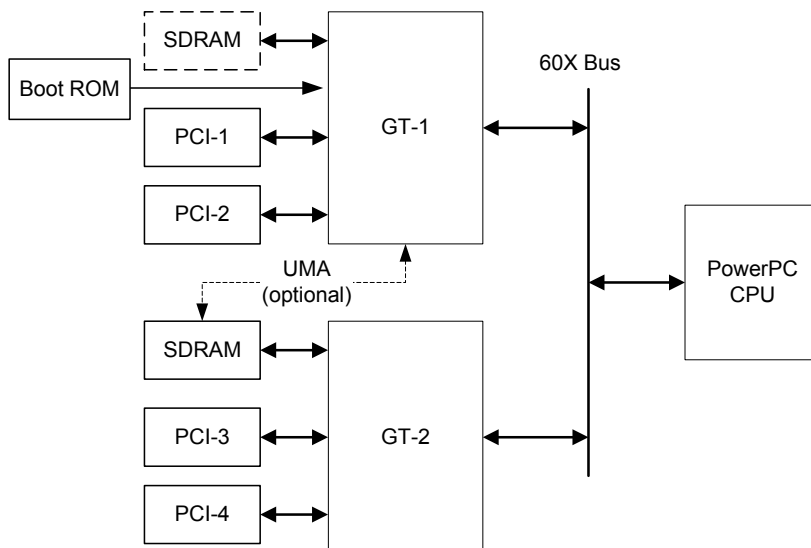 SDRAM
60X Bus
Boot ROM
PCI-1
GT-1
PCI-2
UMA
(optional)
PowerPC
CPU
SDRAM
PCI-3
GT-2
PCI-4